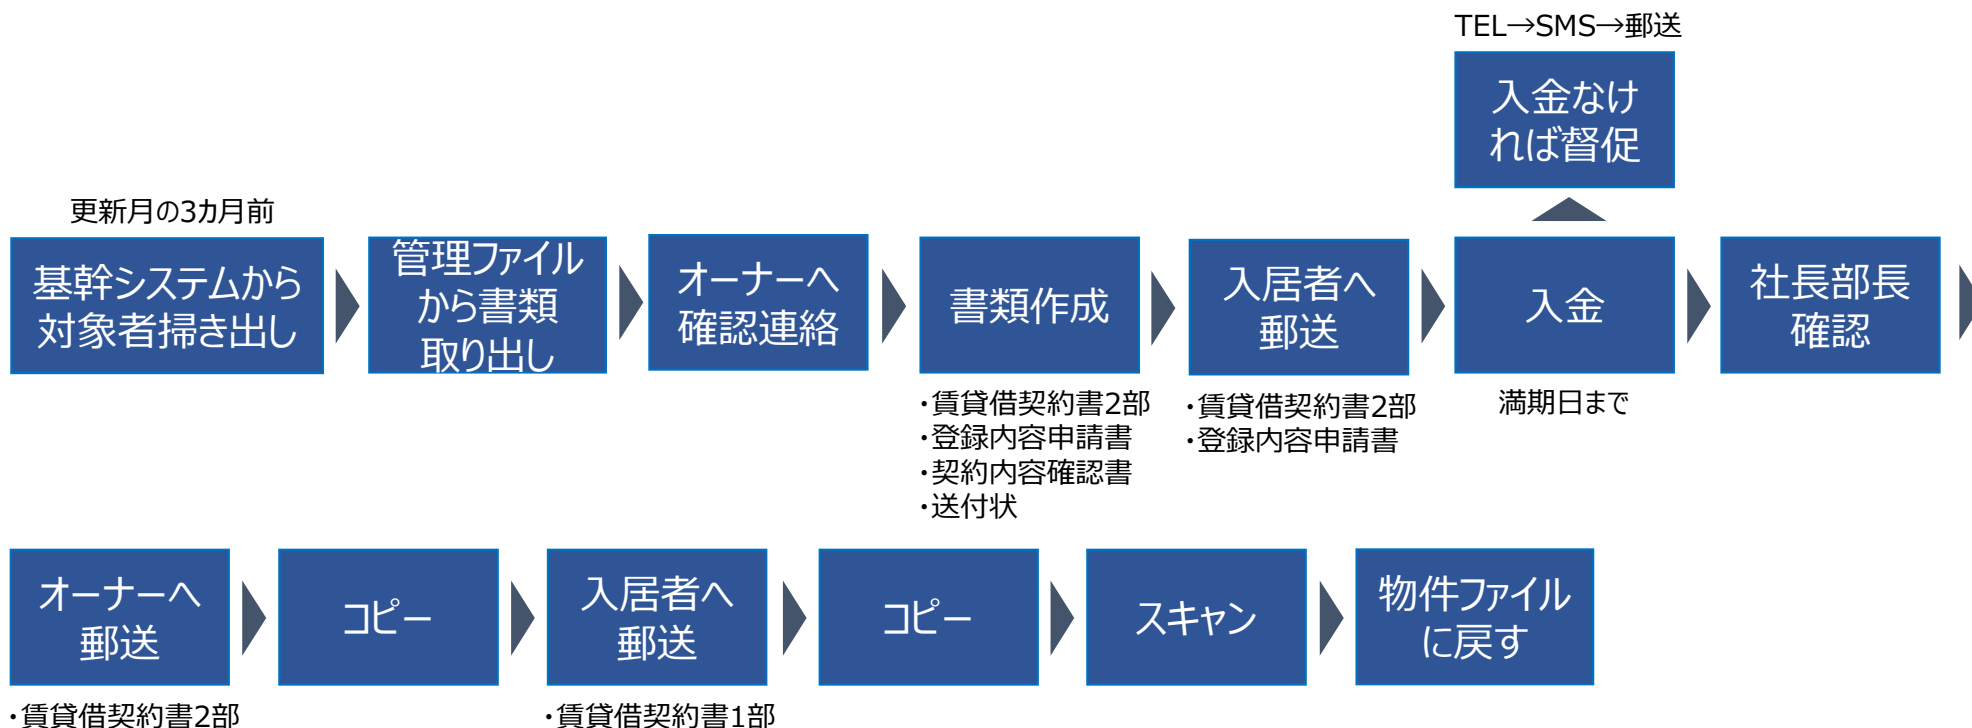 TEL→SMS→郵送
入金なけ
れば督促
更新月の3カ月前
基幹システムから
対象者掃き出し
管理ファイル
から書類
取り出し
オーナーへ
確認連絡
書類作成
・賃貸借契約書2部
・登録内容申請書
・契約内容確認書
・送付状
入居者へ
郵送
・賃貸借契約書2部
・登録内容申請書
入金
満期日まで
社長部長
確認
オーナーへ
郵送
・賃貸借契約書2部
コピー
入居者へ
郵送
・賃貸借契約書1部
コピー
スキャン
物件ファイル
に戻す